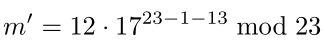 m′ = 12 · 17^{23−1−13} mod 23